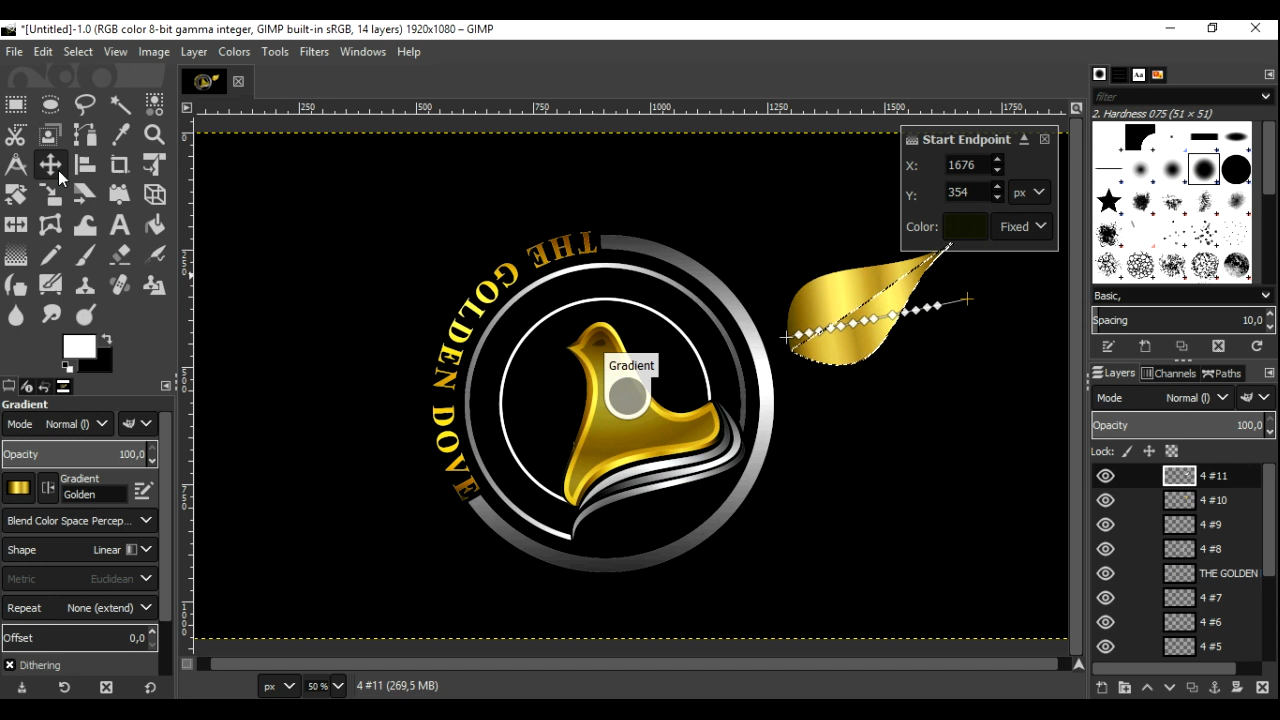 *[Untitled]-1.0 (RGB color 8-bit gamma integer, GIMP built-in sRGB, 14 layers) 1920x1080 – GIMP
File Edit Select View Image Layer Colors Tools Filters Windows Help
filter
2. Hardness 075 (51 × 51)
250 500 750 1000 1250 1500 1750
0
250
500
750
1000
Start Endpoint
X: 1676
Y: 354 px
Color: Fixed
THE GOLDEN DOVE
Gradient
Gradient
Mode Normal (l)
Opacity 100,0
Gradient
Golden
Blend Color Space Percep...
Shape Linear
Metric Euclidean
Repeat None (extend)
Offset 0,0
Dithering
Basic,
Spacing 10,0
Layers Channels Paths
Mode Normal (l)
Opacity 100,0
Lock:
4 #11
4 #10
4 #9
4 #8
THE GOLDEN
4 #7
4 #6
4 #5
px 50 % 4 #11 (269,5 MB)